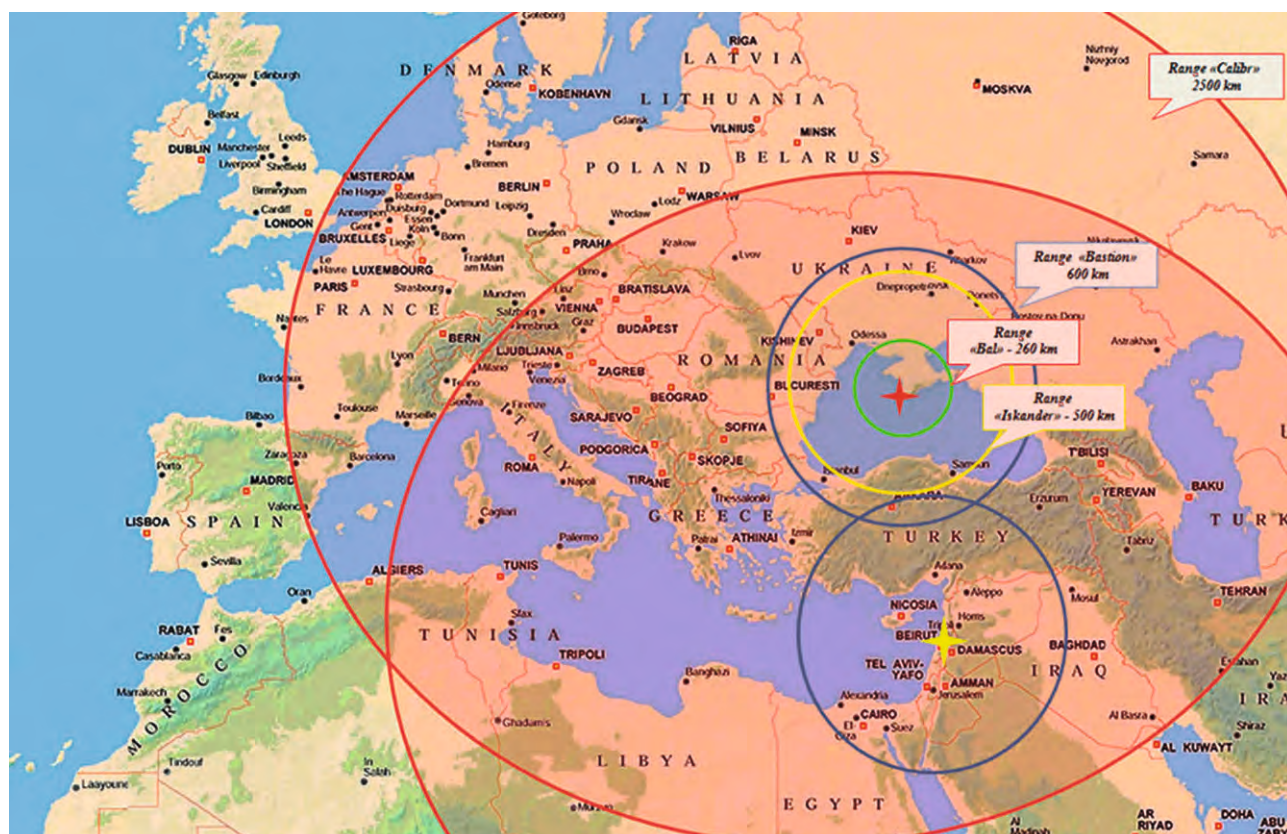 Goteborg
Glasgow
Edinburgh
Belfast
DUBLIN
Manchester
Leeds
Liverpool
Sheffield
Birmingham
Cardiff
LONDON
DENMARK
Odense
KOBENHAVN
LATVIA
RIGA
LITHUANIA
VILNIUS
MINSK
BELARUS
MOSKVA
Nizhniy
Novgorod
Range «Calibr»
2500 km
Samara
Gdansk
Hamburg
Bremen
BERLIN
POLAND
WARSAW
Lodz
Wroclaw
Leipzig
Dresden
PRAHA
Krakow
Lvov
KIEV
UKRAINE
Dnepropetrovsk
Odessa
KISHINEV
AMSTERDAM
The Hague
Rotterdam
Antwerpen
Duisburg
Dortmund
Essen
Gent
Koln
BRUXELLES
Liege
Bonn
Frankfurt
am Main
LUXEMBOURG
Le
Havre
PARIS
Strasbourg
FRANCE
Nantes
BERN
Lyon
Bordeaux
Toulouse
Marseille
Bilbao
Munchen
Salzburg
Innsbruck
Linz
Brno
VIENNA
Graz
BRATISLAVA
BUDAPEST
LJUBLJANA
ZAGREB
Trieste
Venezia
Milano
Torino
Genova
Firenze
ITALY
ROMA
Napoli
Cagliari
Palermo
ROMANIA
BUCURESTI
BEOGRAD
SARAJEVO
PODGORICA
SOFIYA
SKOPJE
TIRANE
Thessaloniki
GREECE
Patrai
ATHINAI
Range «Bastion»
600 km
Range
«Bal» - 260 km
Range
«Iskander» - 500 km
Astrakhan
T'BILISI
YEREVAN
BAKU
Tabriz
TEHRAN
Esfahan
Shiraz
Istanbul
Samsun
ANKARA
Erzurum
TURKEY
Izmir
Adana
Aleppo
Mosul
NICOSIA
Homs
Tripoli
BEIRUT
DAMASCUS
BAGHDAD
IRAQ
TEL AVIV-
YAFO
AMMAN
Jerusalem
Alexandria
CAIRO
El
Giza
Suez
Al Basra
AL KUWAYT
EGYPT
AR
RIYAD
Al
Madinah
DOHA
Porto
Zaragoza
Barcelona
MADRID
Valencia
LISBOA
SPAIN
Sevilla
ALGIERS
Oran
TUNIS
Sfax
TUNISIA
TRIPOLI
Banghazi
RABAT
Fes
Casablanca
Marrakech
MOROCCO
Ghadamis
LIBYA
Tindouf
In
Salah
Laayoune